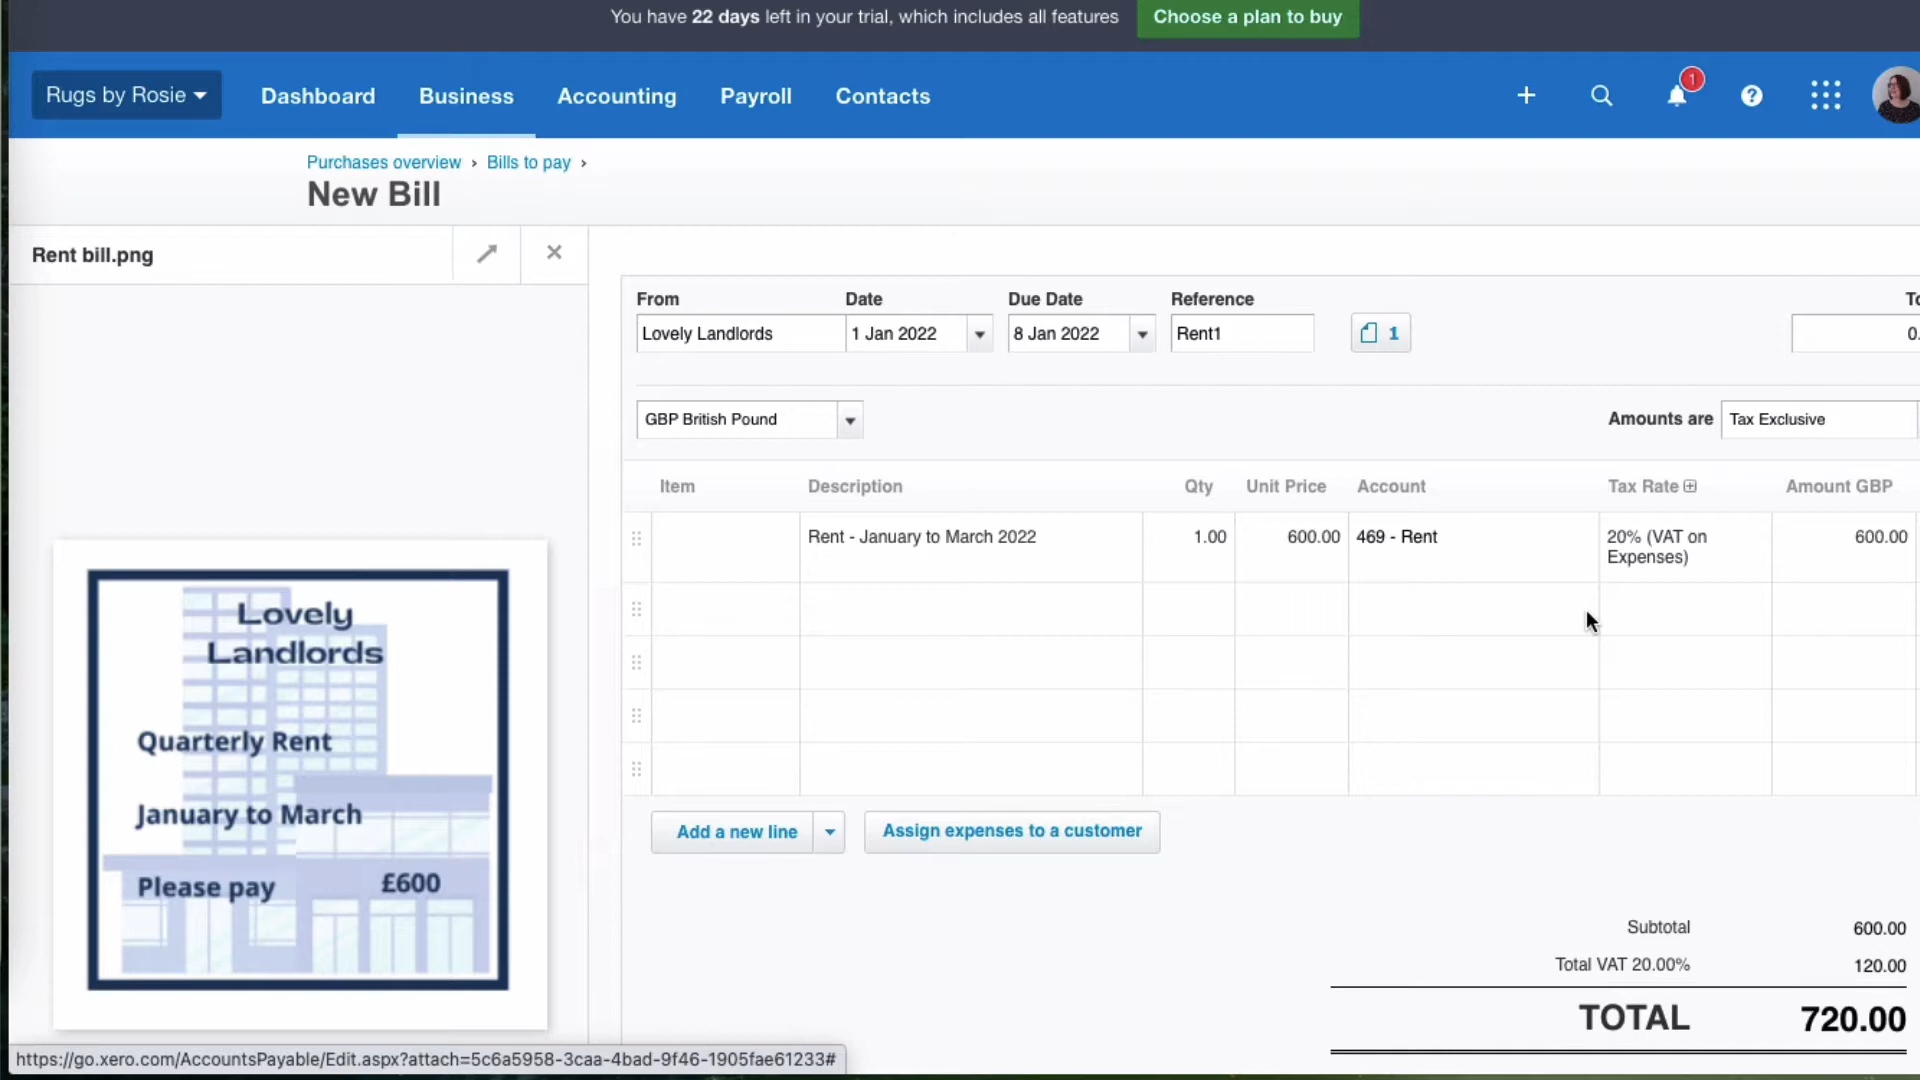 You have 22 days left in your trial, which includes all features
Choose a plan to buy
Rugs by Rosie
Dashboard
Business
Accounting
Payroll
Contacts
1
Purchases overview › Bills to pay ›
New Bill
Rent bill.png
From
Date
Due Date
Reference
Lovely Landlords
1 Jan 2022
8 Jan 2022
Rent1
1
0.
GBP British Pound
Amounts are
Tax Exclusive
Item
Description
Qty
Unit Price
Account
Tax Rate
Amount GBP
Rent - January to March 2022
1.00
600.00
469 - Rent
20% (VAT on
Expenses)
600.00
Lovely
Landlords
Quarterly Rent
January to March
Please pay £600
Add a new line
Assign expenses to a customer
Subtotal 600.00
Total VAT 20.00% 120.00
TOTAL 720.00
https://go.xero.com/AccountsPayable/Edit.aspx?attach=5c6a5958-3caa-4bad-9f46-1905fae61233#